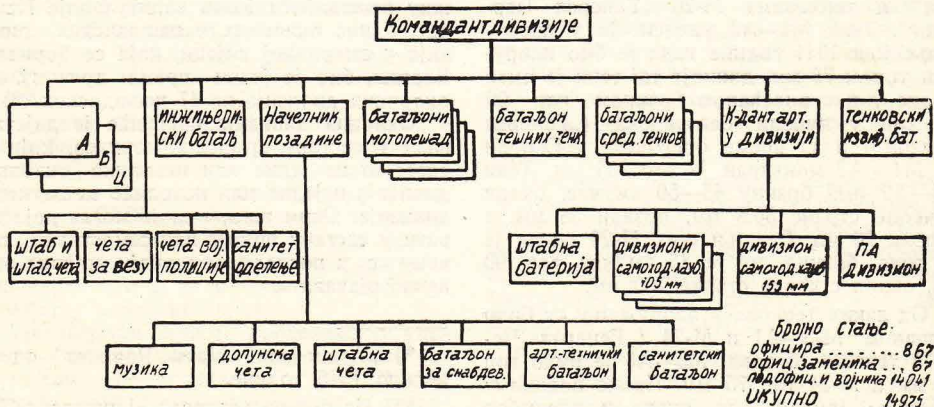 Командант дивизије
А
Б
Ц
инжињери-
ски батаљ
Начелник
позадине
батаљони
мотопешад
батаљон
тешких тенк.
батаљони
сред. тенков
К-дант арт.
у дивизији
тенковски
извиђ. бат.
штаб и
штаб. чета
чета
за везу
чета вој.
полиције
санитет
одељење
штабна
батерија
дивизиони
самоход. хауб
105 мм
дивизион
самоход. хауб
155 мм
ПА
дивизион
музика
допунска
чета
штабна
чета
батаљон
за снабдев.
арт.-технички
батаљон
санитетски
батаљон
Бројно стање:
официра ......... 867
офиц заменика ... 67
подофиц. и војника 14041
УКУПНО 14975